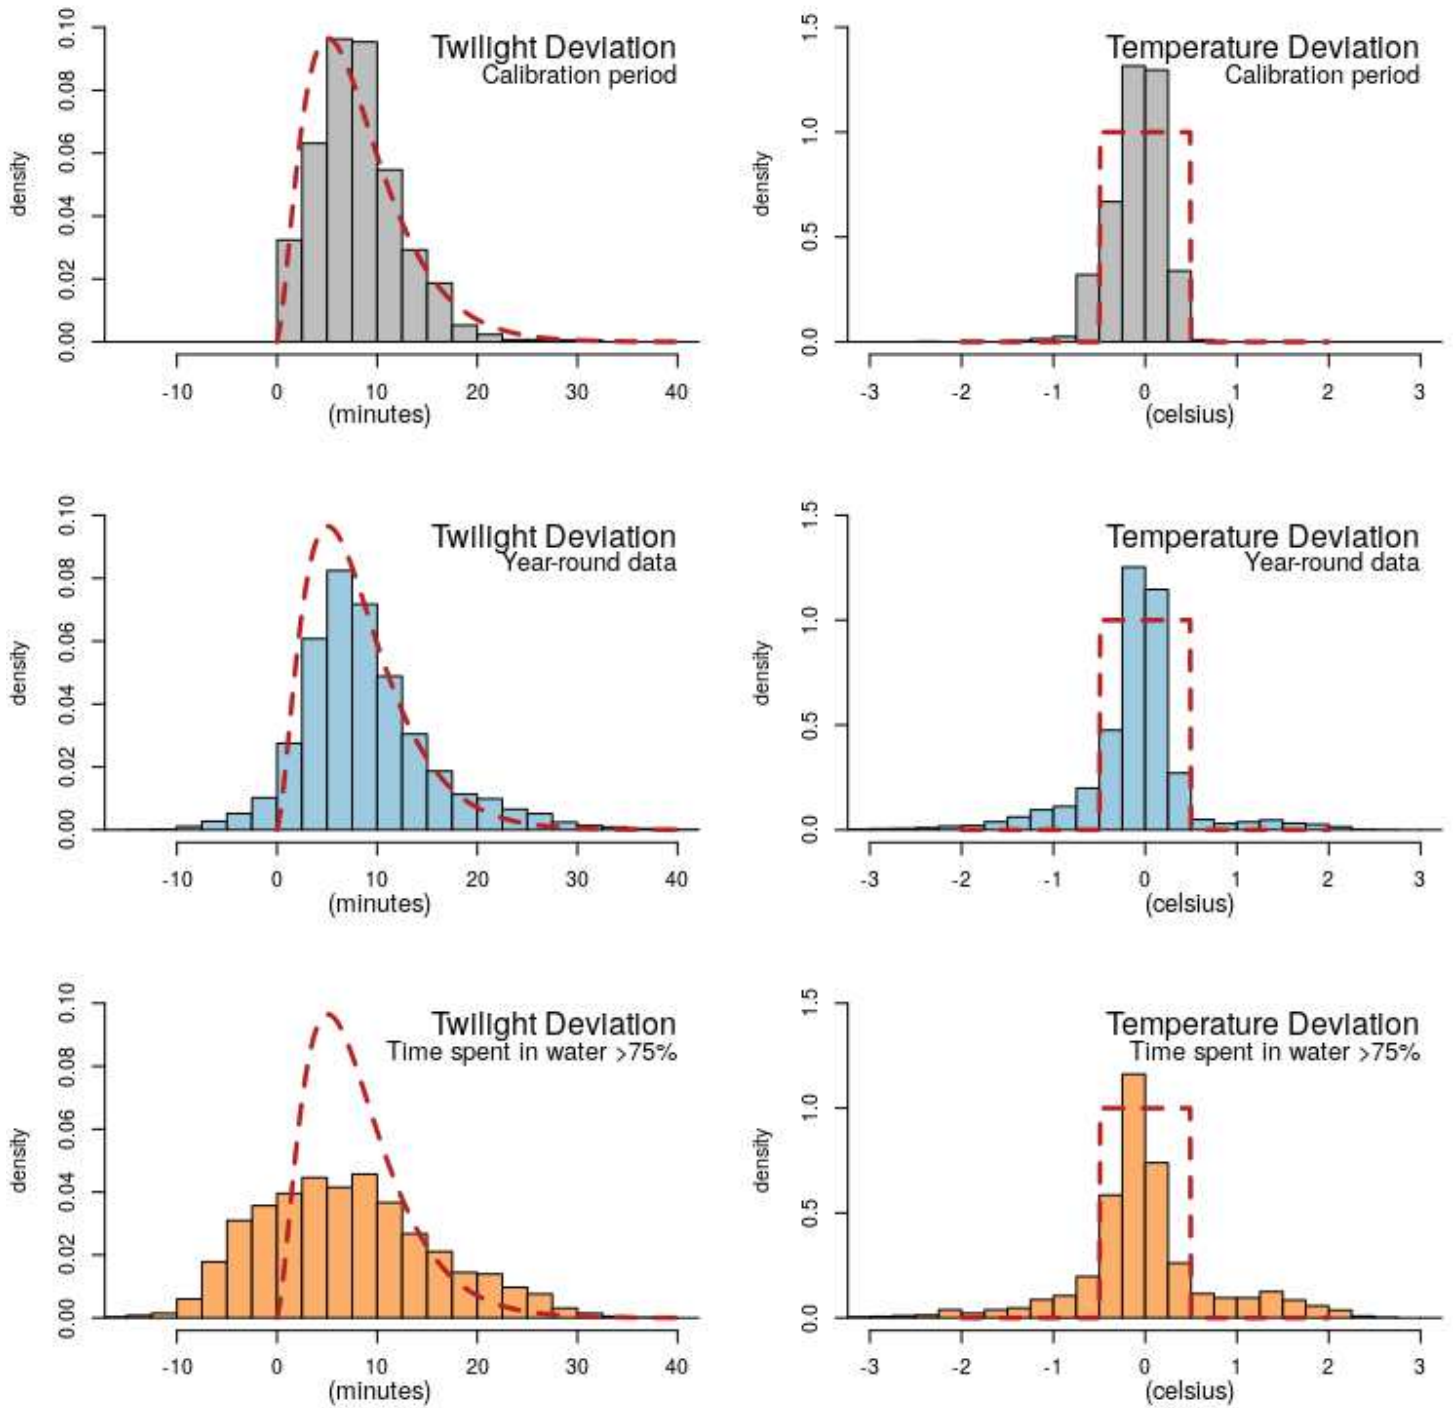 Twilight Deviation
Calibration period
density
0.00 0.02 0.04 0.06 0.08 0.10
-10 0 10 20 30 40
(minutes)
Temperature Deviation
Calibration period
density
0.0 0.5 1.0 1.5
-3 -2 -1 0 1 2 3
(celsius)
Twilight Deviation
Year-round data
density
0.00 0.02 0.04 0.06 0.08 0.10
-10 0 10 20 30 40
(minutes)
Temperature Deviation
Year-round data
density
0.0 0.5 1.0 1.5
-3 -2 -1 0 1 2 3
(celsius)
Twilight Deviation
Time spent in water >75%
density
0.00 0.02 0.04 0.06 0.08 0.10
-10 0 10 20 30 40
(minutes)
Temperature Deviation
Time spent in water >75%
density
0.0 0.5 1.0 1.5
-3 -2 -1 0 1 2 3
(celsius)